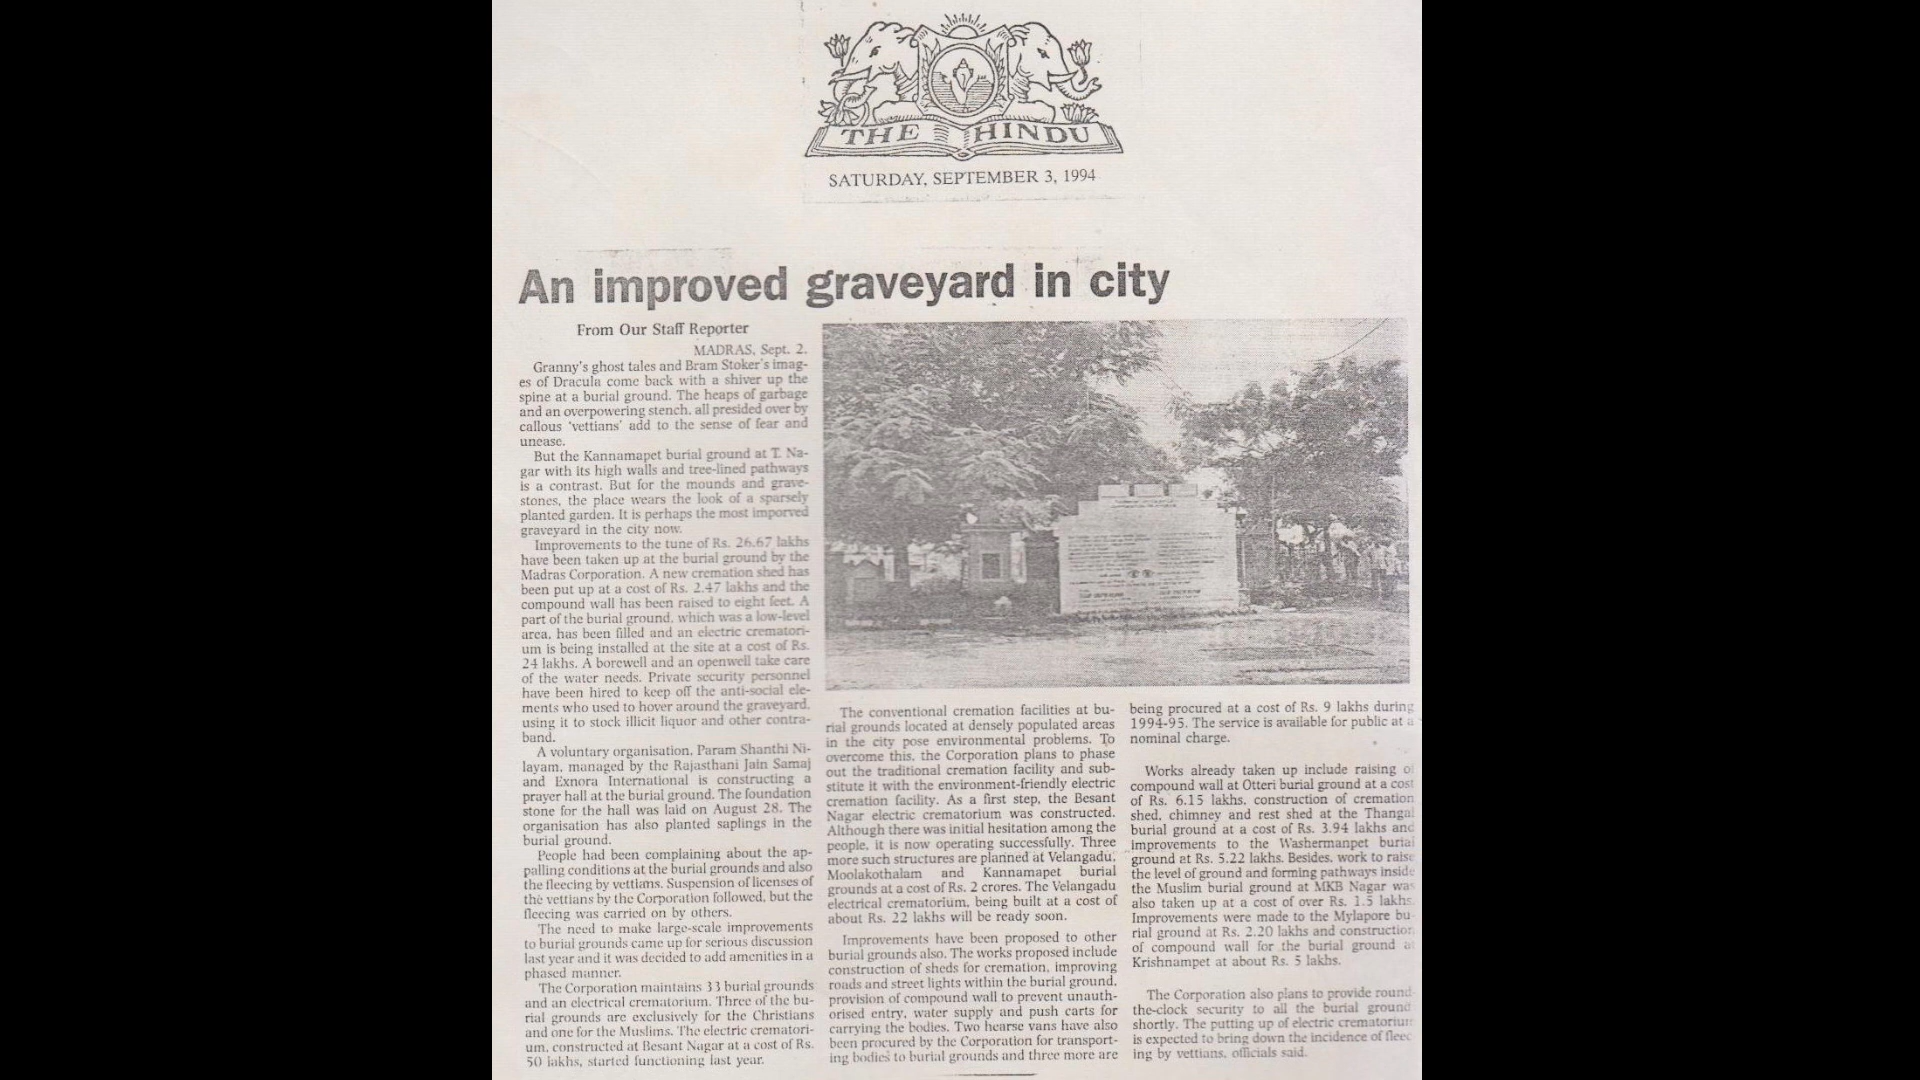 THE HINDU
SATURDAY, SEPTEMBER 3, 1994
An improved graveyard in city
From Our Staff Reporter
MADRAS, Sept. 2.
Granny's ghost tales and Bram Stoker's imag-
es of Dracula come back with a shiver up the
spine at a burial ground. The heaps of garbage
and an overpowering stench, all presided over by
callous 'vettians' add to the sense of fear and
unease.
But the Kannamapet burial ground at T. Na-
gar with its high walls and tree-lined pathways
is a contrast. But for the mounds and grave-
stones, the place wears the look of a sparsely
planted garden. It is perhaps the most imporved
graveyard in the city now.
Improvements to the tune of Rs. 26.67 lakhs
have been taken up at the burial ground by the
Madras Corporation. A new cremation shed has
been put up at a cost of Rs. 2.47 lakhs and the
compound wall has been raised to eight feet. A
part of the burial ground, which was a low-level
area, has been filled and an electric crematori-
um is being installed at the site at a cost of Rs.
24 lakhs. A borewell and an openwell take care
of the water needs. Private security personnel
have been hired to keep off the anti-social ele-
ments who used to hover around the graveyard,
using it to stock illicit liquor and other contra-
band.
A voluntary organisation, Param Shanthi Ni-
layam, managed by the Rajasthani Jain Samaj
and Exnora International is constructing a
prayer hall at the burial ground. The foundation
stone for the hall was laid on August 28. The
organisation has also planted saplings in the
burial ground.
People had been complaining about the ap-
palling conditions at the burial grounds and also
the fleecing by vettians. Suspension of licenses of
the vettians by the Corporation followed, but the
fleecing was carried on by others.
The need to make large-scale improvements
to burial grounds came up for serious discussion
last year and it was decided to add amenities in a
phased manner.
The Corporation maintains 33 burial grounds
and an electrical crematorium. Three of the bu-
rial grounds are exclusively for the Christians
and one for the Muslims. The electric crematori-
um, constructed at Besant Nagar at a cost of Rs.
50 lakhs, started functioning last year.
The conventional cremation facilities at bu-
rial grounds located at densely populated areas
in the city pose environmental problems. To
overcome this, the Corporation plans to phase
out the traditional cremation facility and sub-
stitute it with the environment-friendly electric
cremation facility. As a first step, the Besant
Nagar electric crematorium was constructed.
Although there was initial hesitation among the
people, it is now operating successfully. Three
more such structures are planned at Velangadu,
Moolakothalam and Kannamapet burial
grounds at a cost of Rs. 2 crores. The Velangadu
electrical crematorium, being built at a cost of
about Rs. 22 lakhs will be ready soon.
Improvements have been proposed to other
burial grounds also. The works proposed include
construction of sheds for cremation, improving
roads and street lights within the burial ground,
provision of compound wall to prevent unauth-
orised entry, water supply and push carts for
carrying the bodies. Two hearse vans have also
been procured by the Corporation for transport-
ing bodies to burial grounds and three more are
being procured at a cost of Rs. 9 lakhs during
1994-95. The service is available for public at a
nominal charge.
Works already taken up include raising of
compound wall at Otteri burial ground at a cost
of Rs. 6.15 lakhs, construction of cremation
shed, chimney and rest shed at the Thangal
burial ground at a cost of Rs. 3.94 lakhs and
improvements to the Washermanpet burial
ground at Rs. 5.22 lakhs. Besides, work to raise
the level of ground and forming pathways inside
the Muslim burial ground at MKB Nagar was
also taken up at a cost of over Rs. 1.5 lakhs.
Improvements were made to the Mylapore bu-
rial ground at Rs. 2.20 lakhs and construction
of compound wall for the burial ground at
Krishnampet at about Rs. 5 lakhs.
The Corporation also plans to provide round-
the-clock security to all the burial ground
shortly. The putting up of electric crematorium
is expected to bring down the incidence of fleec
ing by vettians, officials said.